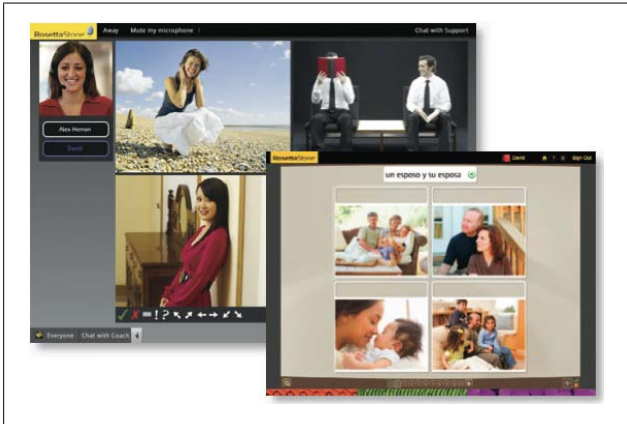 RosettaStone
Away Mute my microphone
Chat with Support
Alex Herran
David
Everyone Chat with Coach
RosettaStone
David
Sign Out
un esposo y su esposa